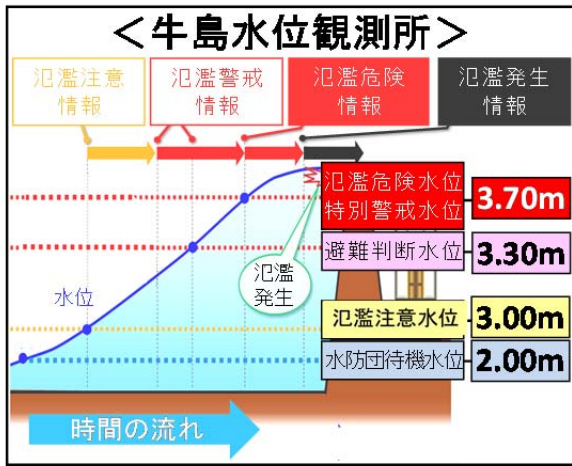 ＜牛島水位観測所＞
氾濫注意
情報
氾濫警戒
情報
氾濫危険
情報
氾濫発生
情報
氾濫危険水位
特別警戒水位
3.70m
避難判断水位
3.30m
氾濫
発生
水位
氾濫注意水位
3.00m
水防団待機水位
2.00m
時間の流れ